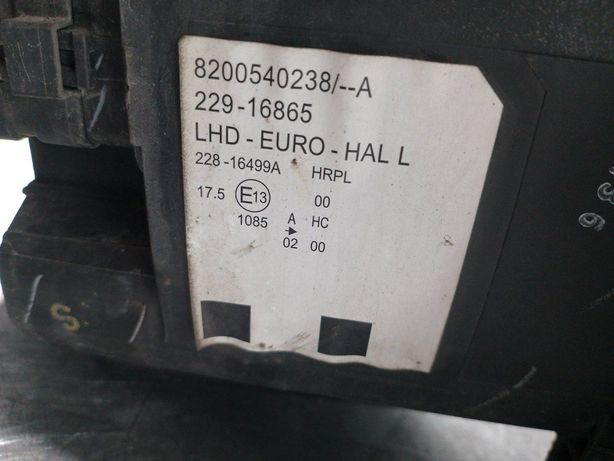 8200540238/--A
229-16865
LHD - EURO - HAL L
228 -16499A HRPL
17.5 E13 00
1085 A HC
02 00
S